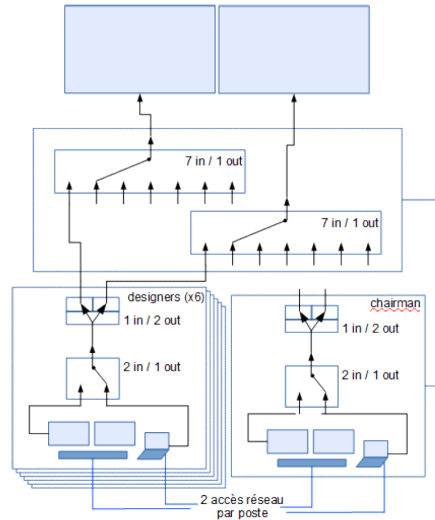 7 in / 1 out
7 in / 1 out
designers (x6)
1 in / 2 out
2 in / 1 out
chairman
1 in / 2 out
2 in / 1 out
2 accès réseau
par poste